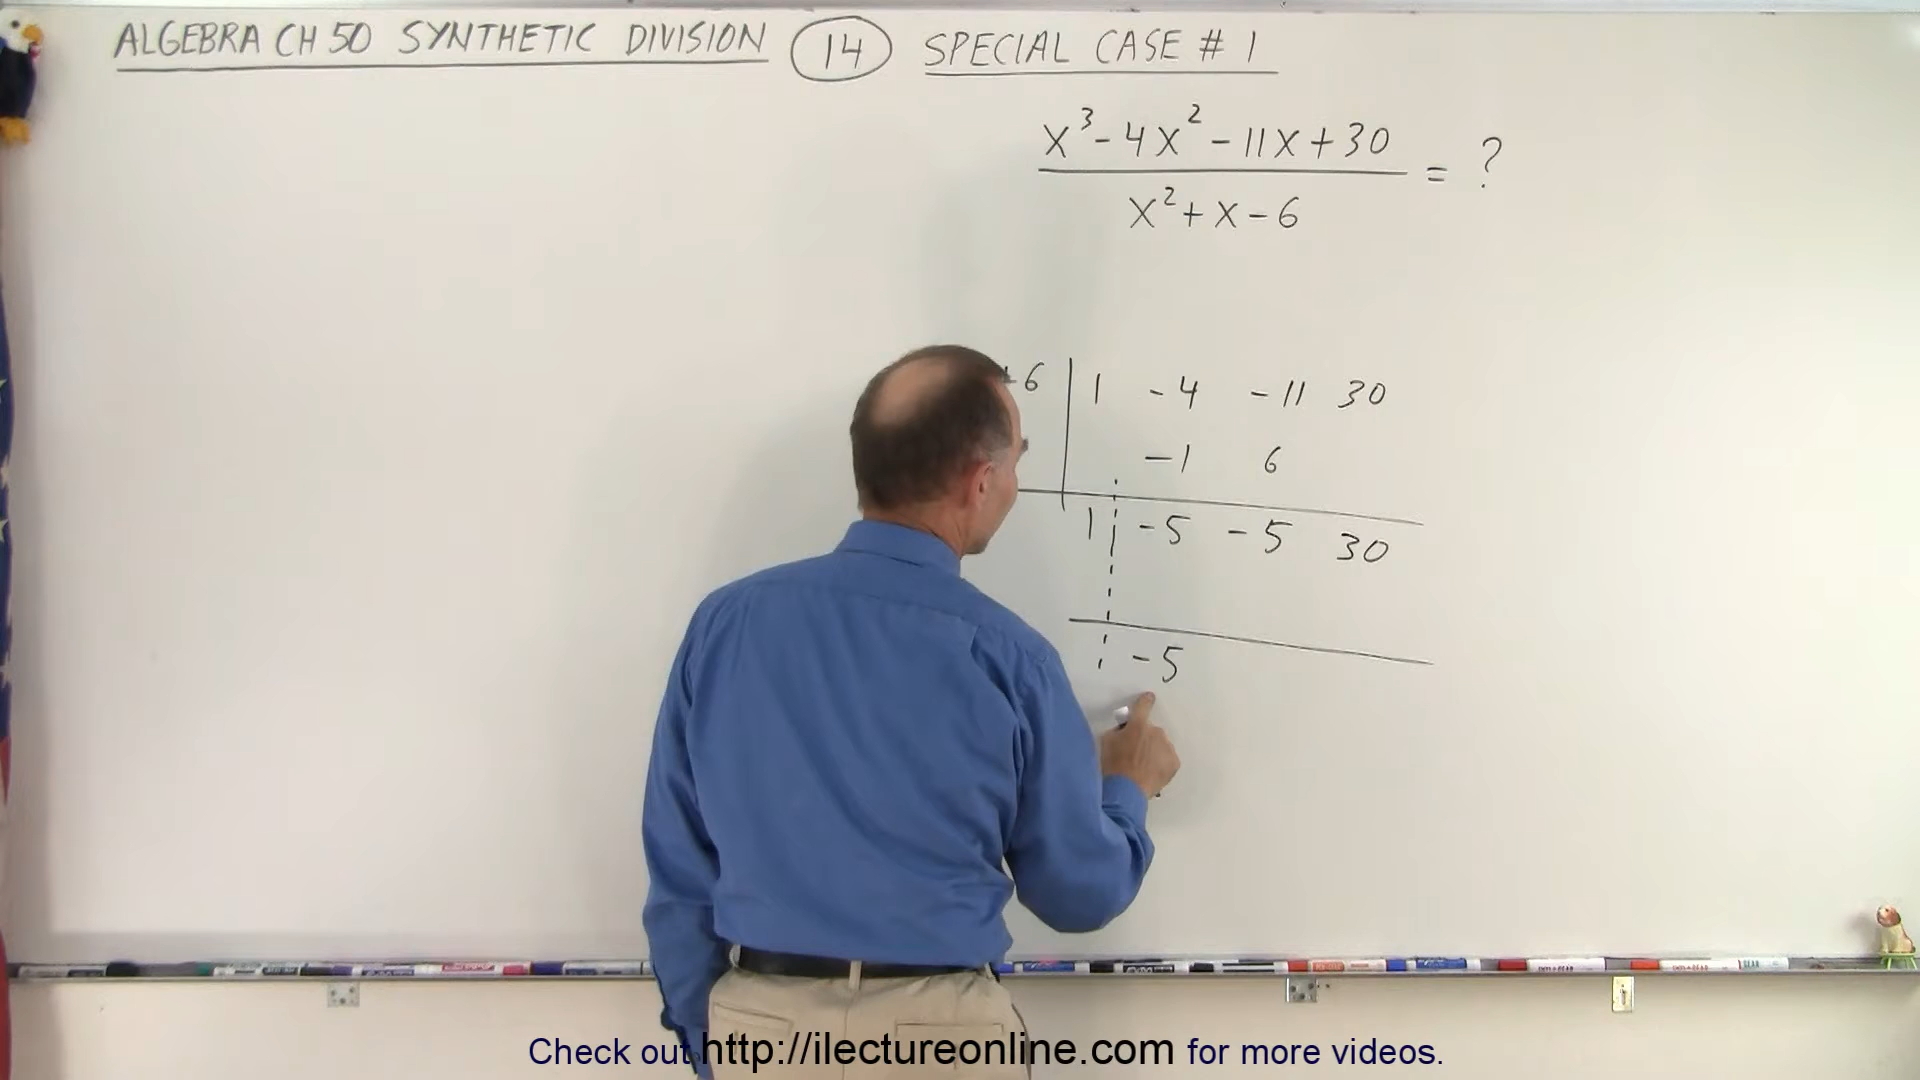 ALGEBRA CH 50 SYNTHETIC DIVISION 14 SPECIAL CASE # 1
x³ - 4x² - 11x + 30
= ?
x² + x - 6
+6 1 -4 -11 30
-1 6
1 -5 -5 30
-5
Check out http://ilectureonline.com for more videos.